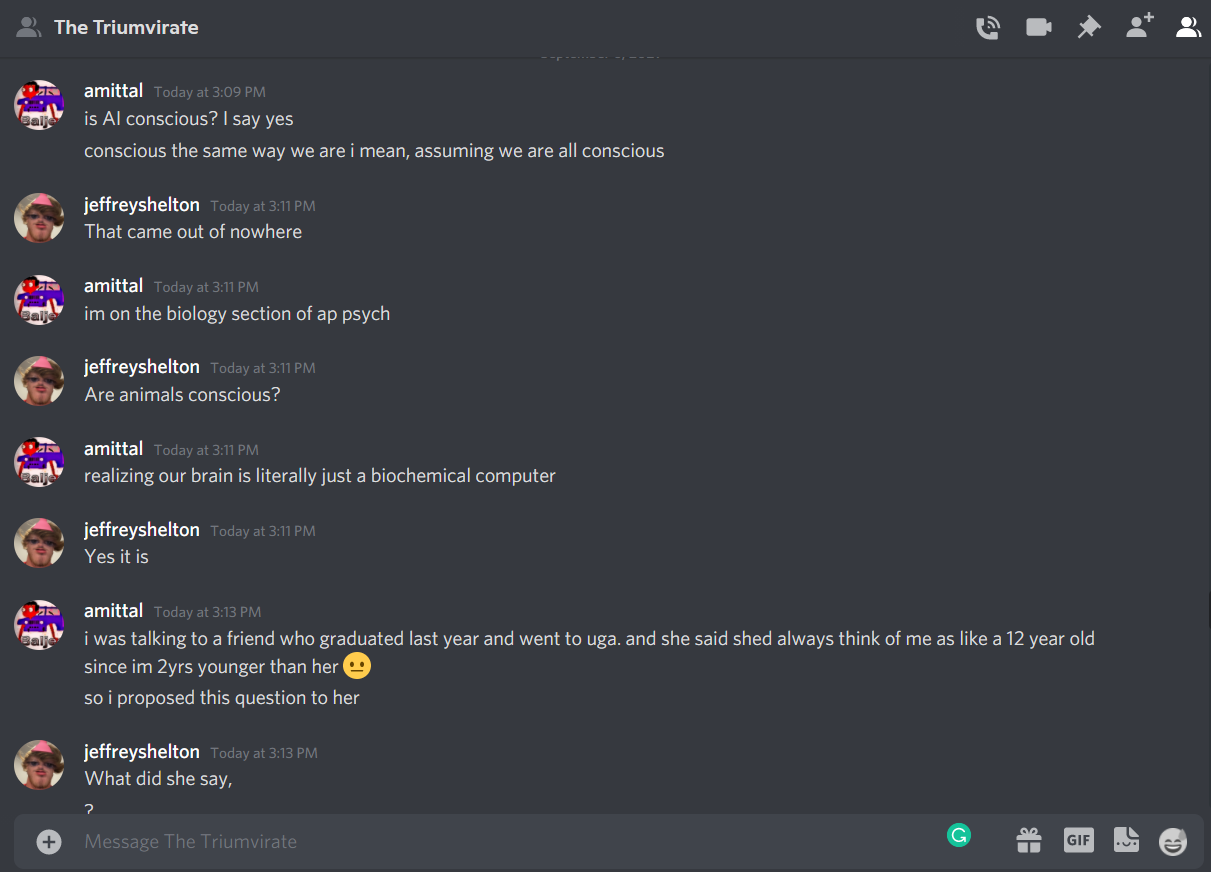 The Triumvirate
amittal Today at 3:09 PM
is AI conscious? I say yes
conscious the same way we are i mean, assuming we are all conscious
jeffreyshelton Today at 3:11 PM
That came out of nowhere
amittal Today at 3:11 PM
im on the biology section of ap psych
jeffreyshelton Today at 3:11 PM
Are animals conscious?
amittal Today at 3:11 PM
realizing our brain is literally just a biochemical computer
jeffreyshelton Today at 3:11 PM
Yes it is
amittal Today at 3:13 PM
i was talking to a friend who graduated last year and went to uga. and she said shed always think of me as like a 12 year old
since im 2yrs younger than her 😐
so i proposed this question to her
jeffreyshelton Today at 3:13 PM
What did she say,
?
Message The Triumvirate
GIF